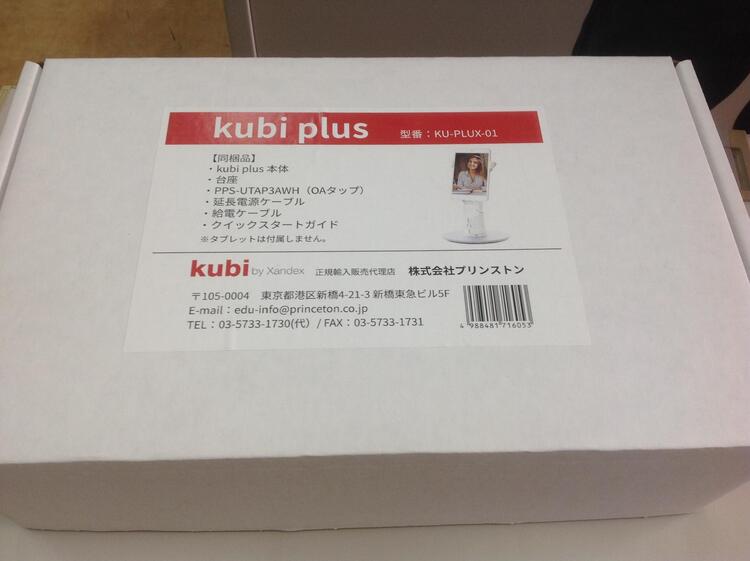 kubi plus 型番：KU-PLUX-01
【同梱品】
・kubi plus 本体
・台座
・PPS-UTAP3AWH（OAタップ）
・延長電源ケーブル
・給電ケーブル
・クイックスタートガイド
※タブレットは付属しません。
kubi by Xandex 正規輸入販売代理店 株式会社プリンストン
〒105-0004 東京都港区新橋4-21-3 新橋東急ビル5F
E-mail：edu-info@princeton.co.jp
TEL：03-5733-1730(代）/ FAX：03-5733-1731
4 988481 716053